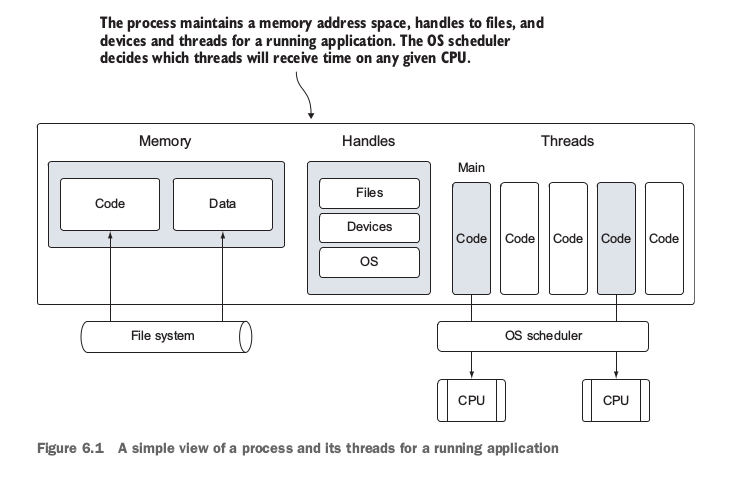 The process maintains a memory address space, handles to files, and
devices and threads for a running application. The OS scheduler
decides which threads will receive time on any given CPU.
Memory
Handles
Threads
Main
Code
Data
Files
Devices
OS
Code
Code
Code
Code
Code
File system
OS scheduler
CPU
CPU
Figure 6.1 A simple view of a process and its threads for a running application